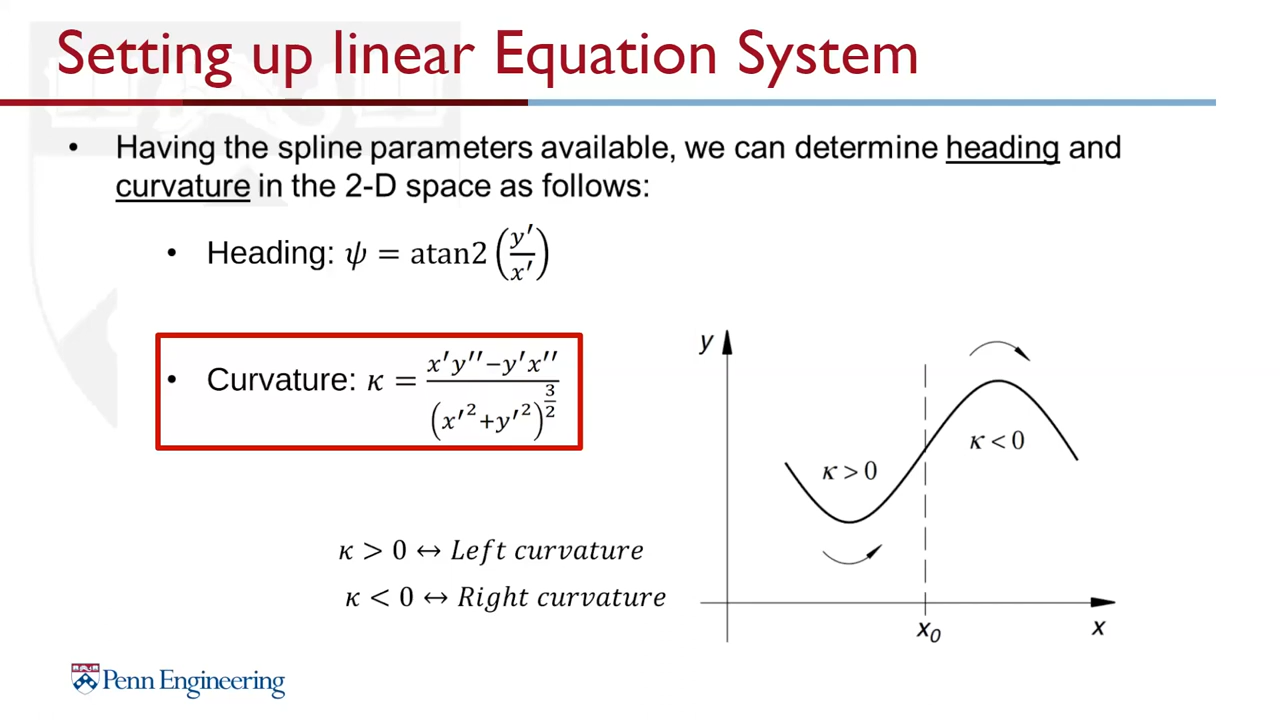 Setting up linear Equation System
• Having the spline parameters available, we can determine heading and
curvature in the 2-D space as follows:
• Heading: ψ = atan2 (y′/x′)
• Curvature: κ = (x′y′′−y′x′′)/(x′²+y′²)^(3/2)
κ > 0 ↔ Left curvature
κ < 0 ↔ Right curvature
y
κ > 0
κ < 0
x₀
x
Penn Engineering